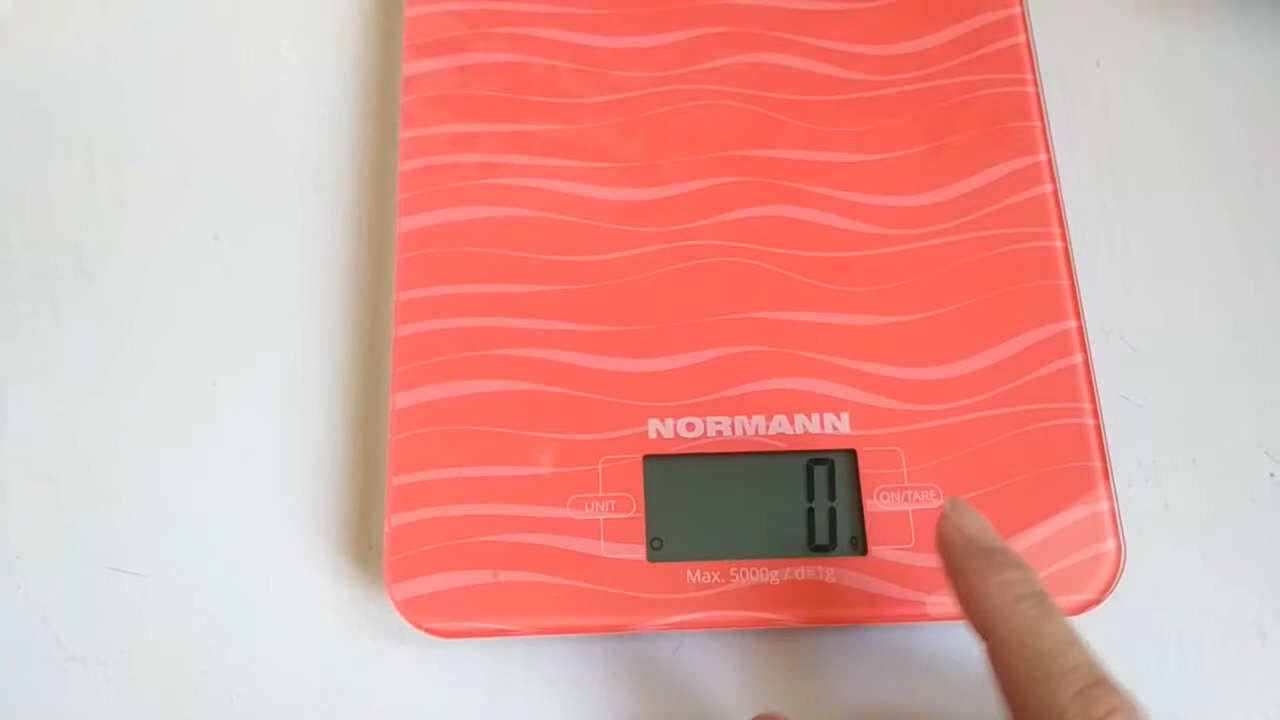 NORMANN
0
g
UNIT
ON/TARE
Max. 5000g / d=1g